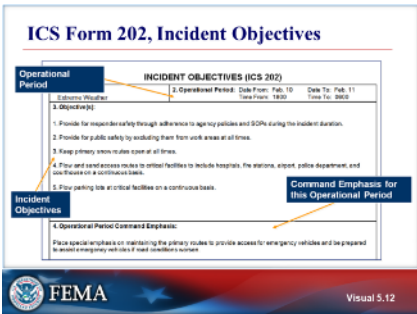 ICS Form 202, Incident Objectives
Operational
Period
INCIDENT OBJECTIVES (ICS 202)
2. Operational Period: Date From: Feb. 10 Date To: Feb. 11
Extreme Weather Time From: 1800 Time To: 0600
3. Objective(s):
1. Provide for responder safety through adherence to agency policies and SOPs during the incident duration.
2. Provide for public safety by excluding them from work areas at all times.
3. Keep primary snow routes open at all times.
4. Plow and sand access routes to critical facilities to include hospitals, fire stations, airport, police department, and
courthouse on a continuous basis.
5. Plow parking lots at critical facilities on a continuous basis.
Command Emphasis for
this Operational Period
Incident
Objectives
4. Operational Period Command Emphasis:
Place special emphasis on maintaining the primary routes to provide access for emergency vehicles and be prepared
to assist emergency vehicles if road conditions worsen.
FEMA
Visual 5.12